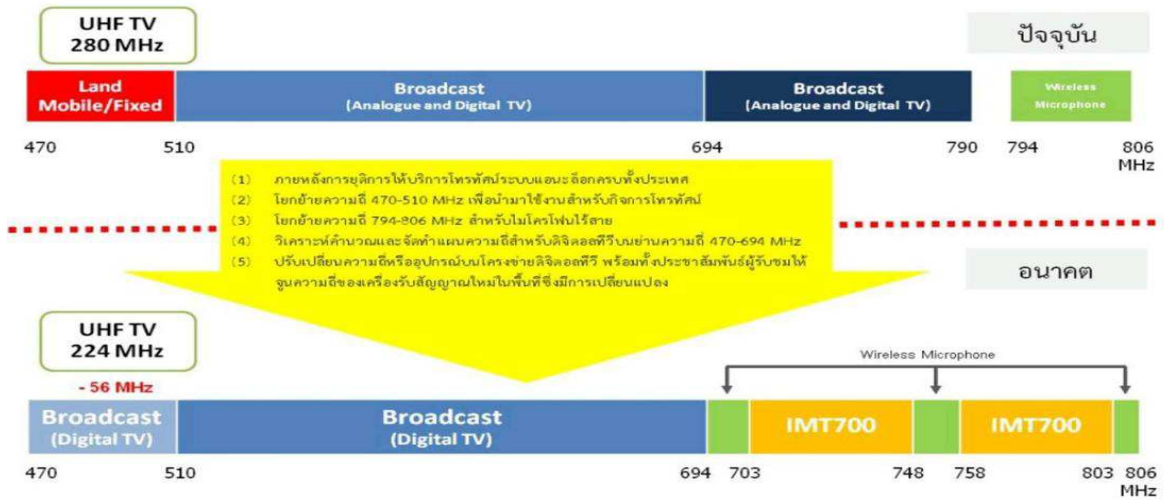 UHF TV
280 MHz
ปัจจุบัน
Land
Mobile/Fixed
Broadcast
(Analogue and Digital TV)
Broadcast
(Analogue and Digital TV)
Wireless
Microphone
470 510 694 790 794 806
MHz
(1) ภายหลังการยุติการให้บริการโทรทัศน์ระบบแอนะล็อกครบทั้งประเทศ
(2) โยกย้ายความถี่ 470-510 MHz เพื่อนำมาใช้งานสำหรับกิจการโทรทัศน์
(3) โยกย้ายความถี่ 794-806 MHz สำหรับไมโครโฟนไร้สาย
(4) วิเคราะห์คำนวณและจัดทำแผนความถี่สำหรับดิจิตอลทีวีบนย่านความถี่ 470-694 MHz
(5) ปรับเปลี่ยนความถี่หรืออุปกรณ์บนโครงข่ายดิจิตอลทีวี พร้อมทั้งประชาสัมพันธ์ผู้รับชมให้
จูนความถี่ของเครื่องรับสัญญาณใหม่ในพื้นที่ซึ่งมีการเปลี่ยนแปลง
อนาคต
UHF TV
224 MHz
- 56 MHz
Wireless Microphone
Broadcast
(Digital TV)
Broadcast
(Digital TV)
IMT700
IMT700
470 510 694 703 748 758 803 806
MHz